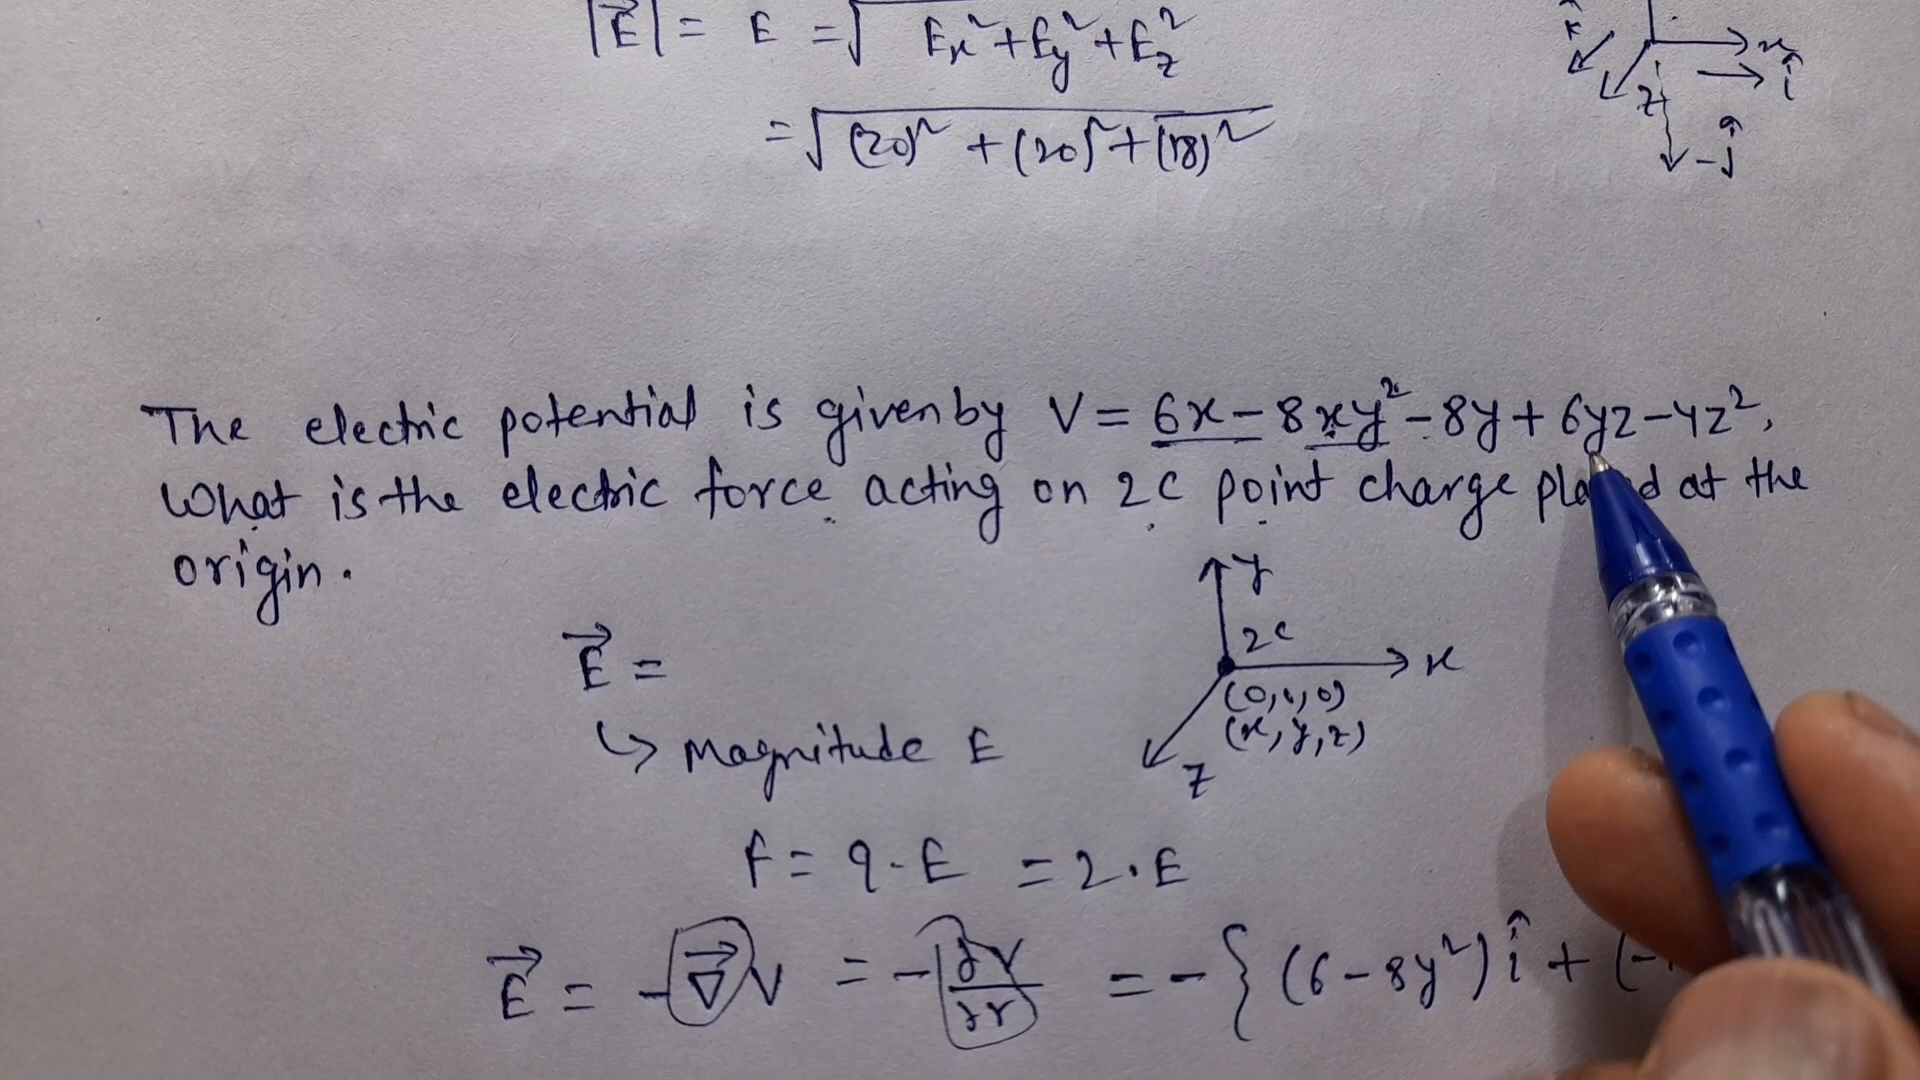 |E⃗| = E = √Ex²+Ey²+Ez²
= √(20)² + (20)² + (18)²
k̂ x
z î
-ĵ
The electric potential is given by V = 6x - 8xy² - 8y + 6yz - 4z²,
What is the electric force acting on 2C point charge at the
origin.
y
E⃗ = 2C x
(0,0,0)
↳ magnitude E (x,y,z)
z
F = q·E = 2·E
E⃗ = -∇⃗V = -∂V/∂r = -{(6-8y²)î + (-